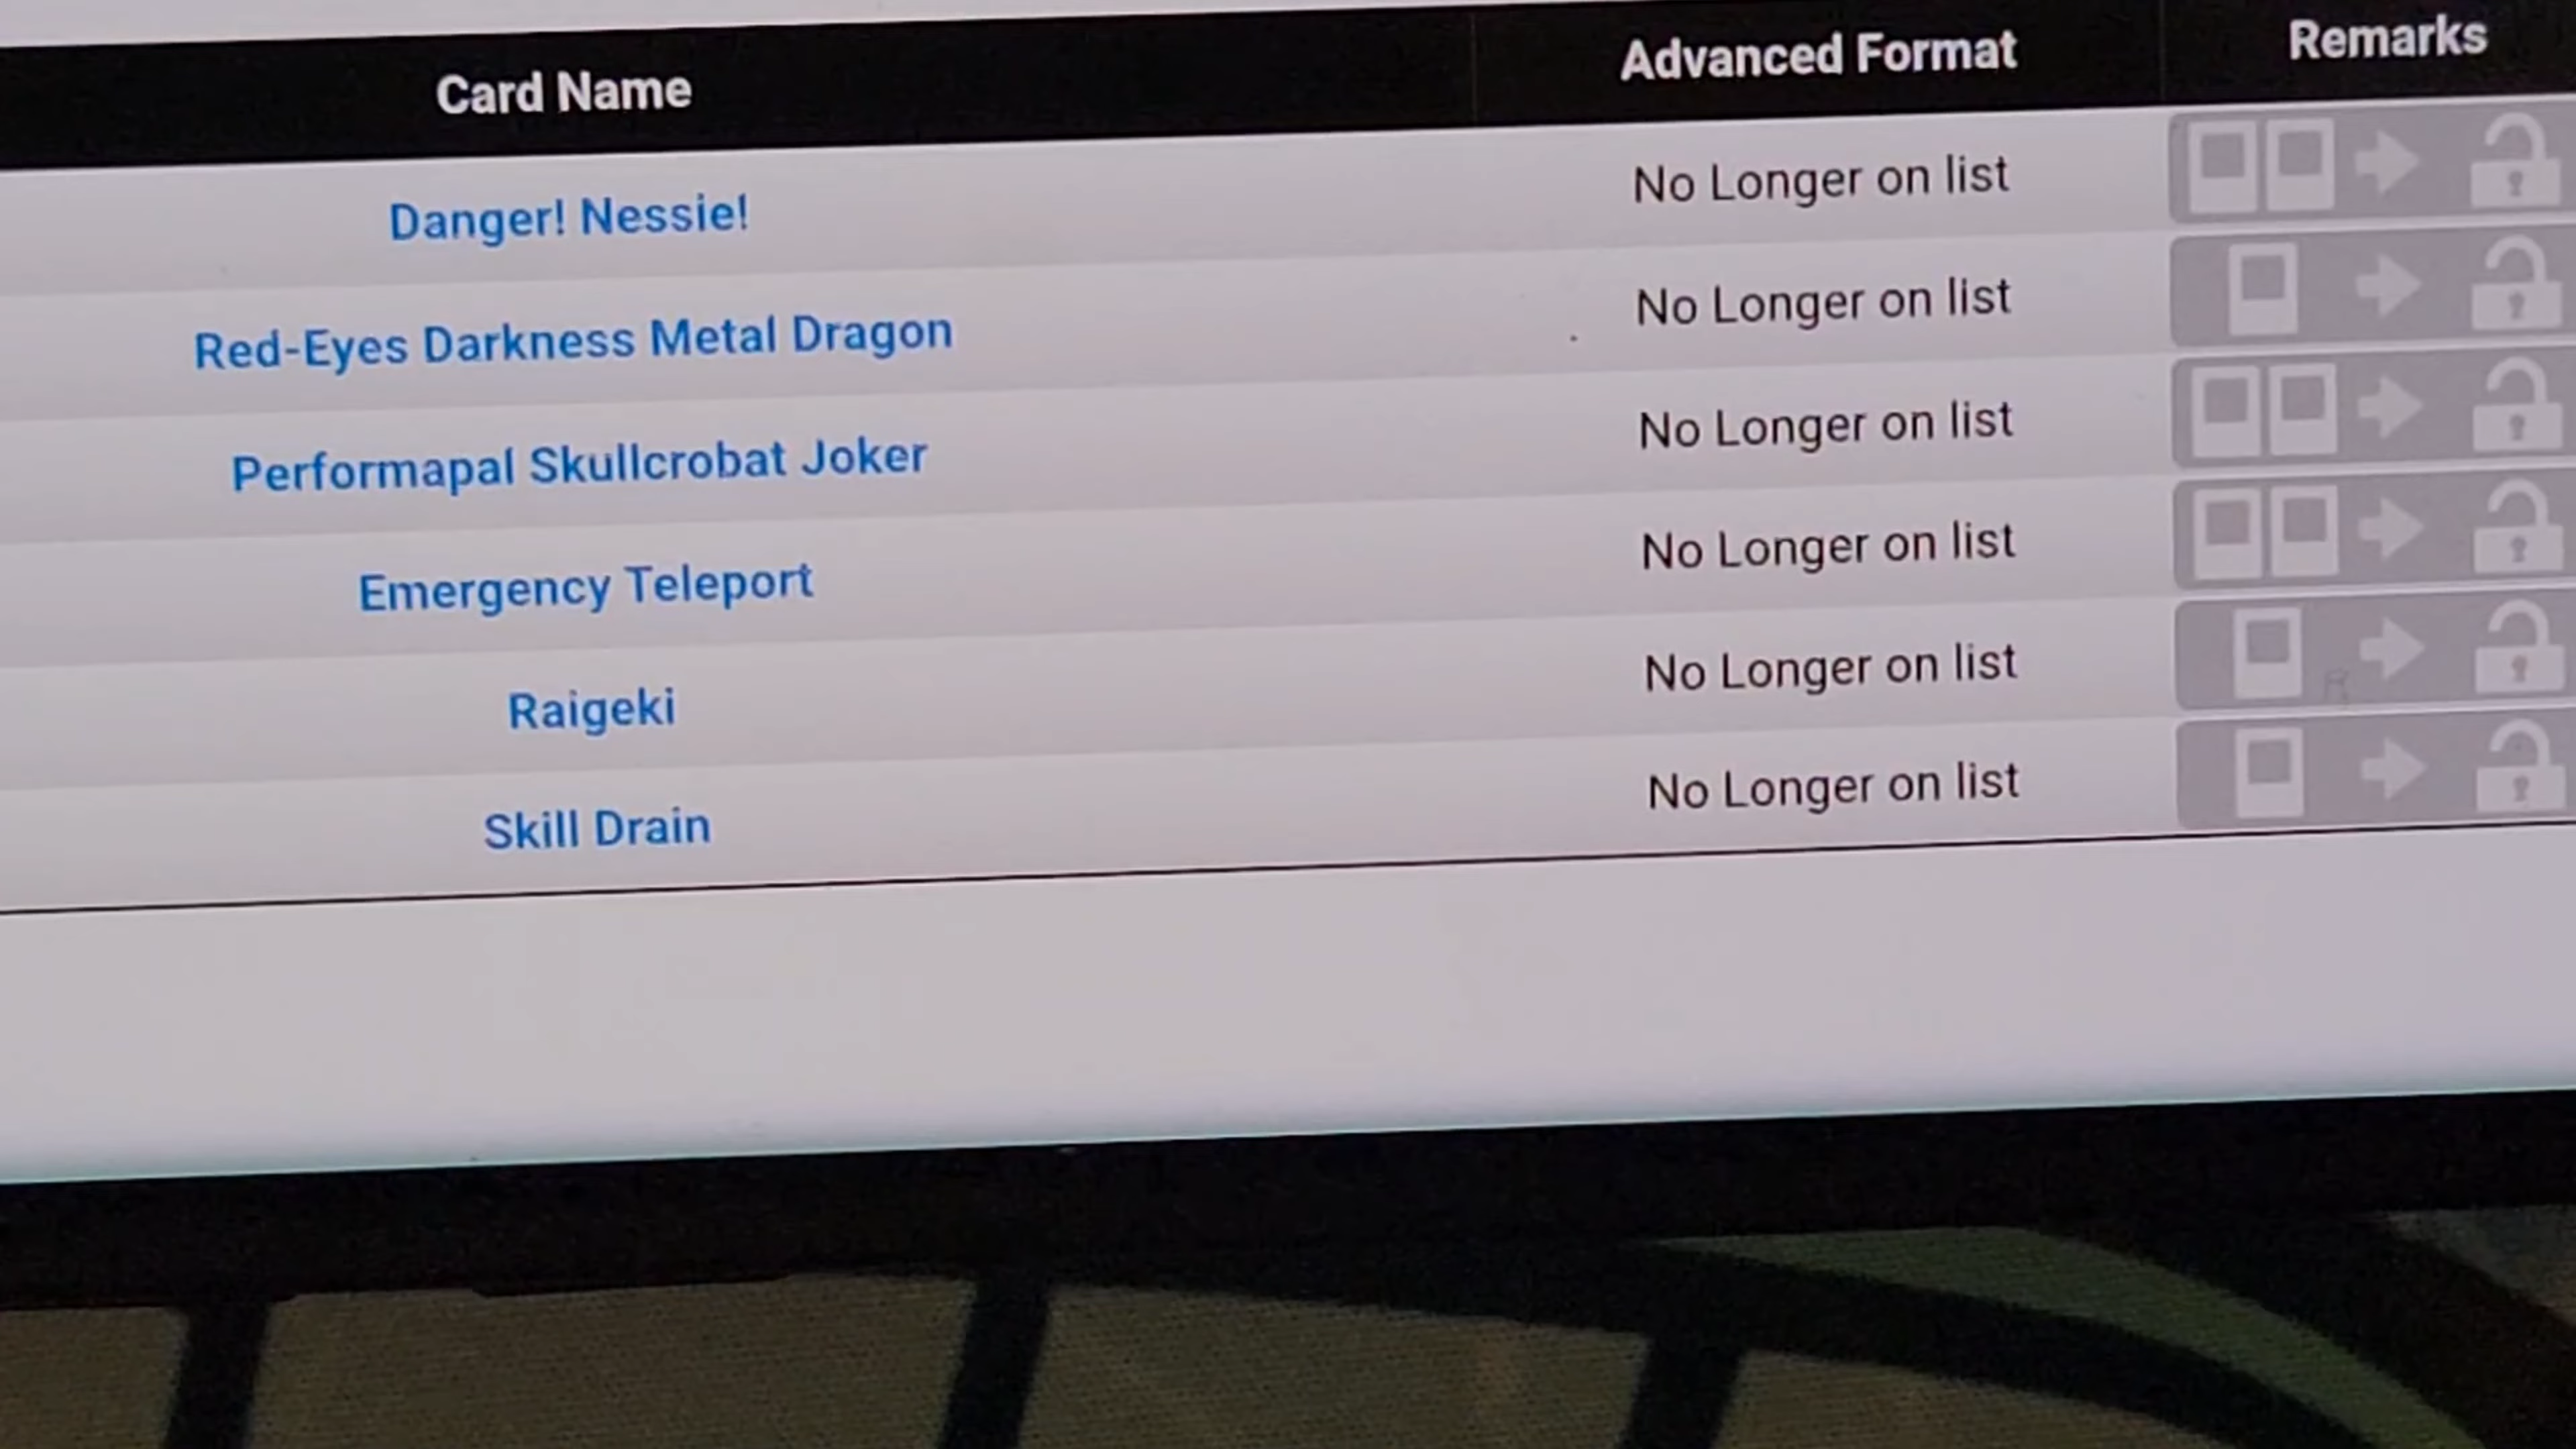 Card Name Advanced Format Remarks
Danger! Nessie! No Longer on list
Red-Eyes Darkness Metal Dragon No Longer on list
Performapal Skullcrobat Joker No Longer on list
Emergency Teleport No Longer on list
Raigeki No Longer on list
Skill Drain No Longer on list